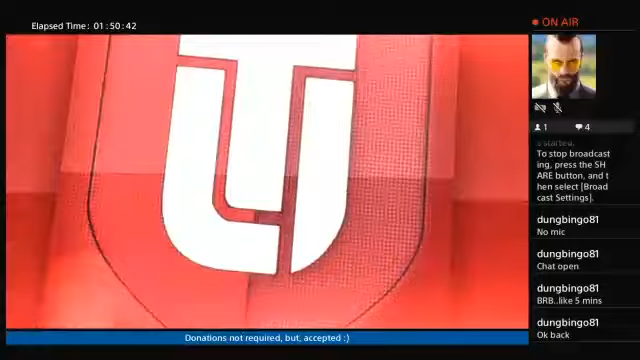 Elapsed Time: 01:50:42
ON AIR
1
4
s started.
To stop broadcast
ing, press the SH
ARE button, and t
hen select [Broad
cast Settings].
dungbingo81
No mic
dungbingo81
Chat open
dungbingo81
BRB..like 5 mins
dungbingo81
Ok back
Donations not required, but, accepted :)